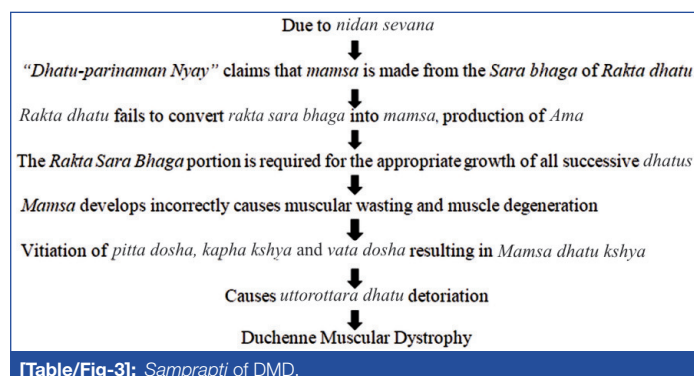 Due to nidan sevana
“Dhatu-parinaman Nyay” claims that mamsa is made from the Sara bhaga of Rakta dhatu
Rakta dhatu fails to convert rakta sara bhaga into mamsa, production of Ama
The Rakta Sara Bhaga portion is required for the appropriate growth of all successive dhatus
Mamsa develops incorrectly causes muscular wasting and muscle degeneration
Vitiation of pitta dosha, kapha kshya and vata dosha resulting in Mamsa dhatu kshya
Causes uttorottara dhatu detoriation
Duchenne Muscular Dystrophy
[Table/Fig-3]: Samprapti of DMD.